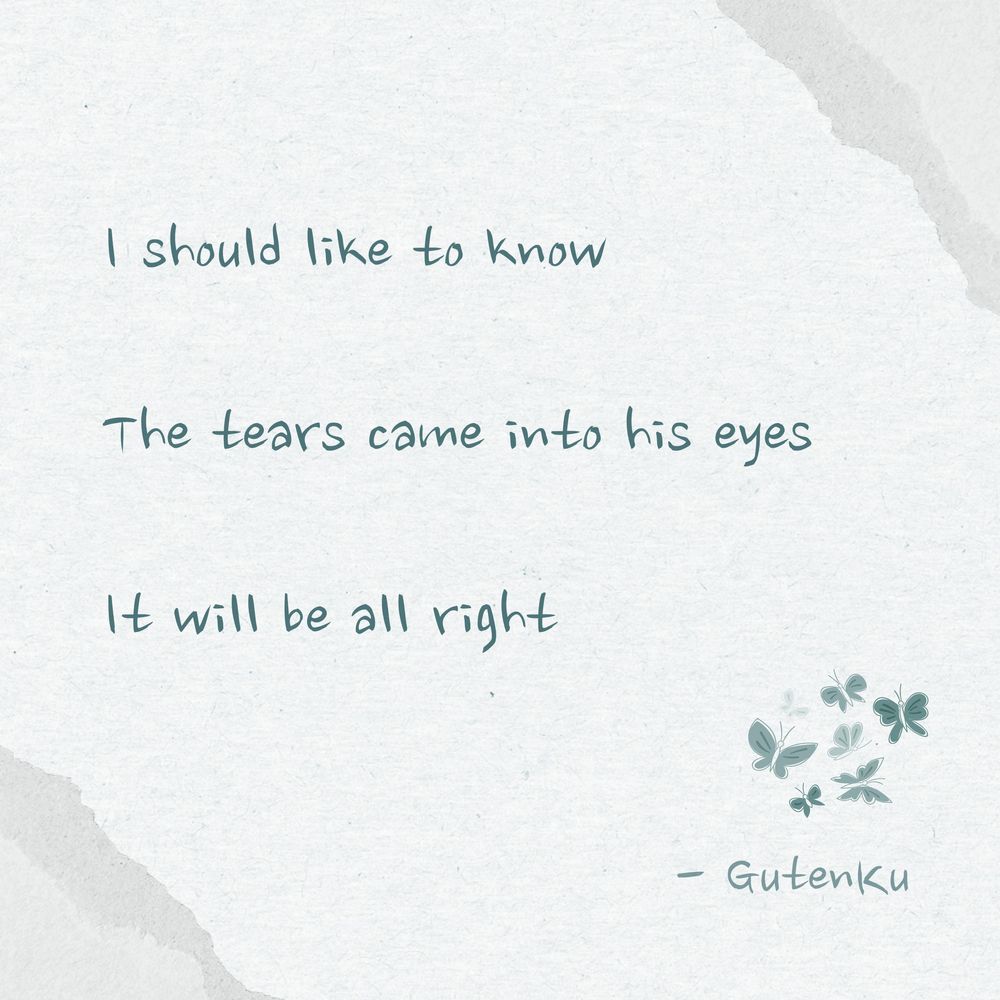 I should like to know
The tears came into his eyes
It will be all right
- GutenKu